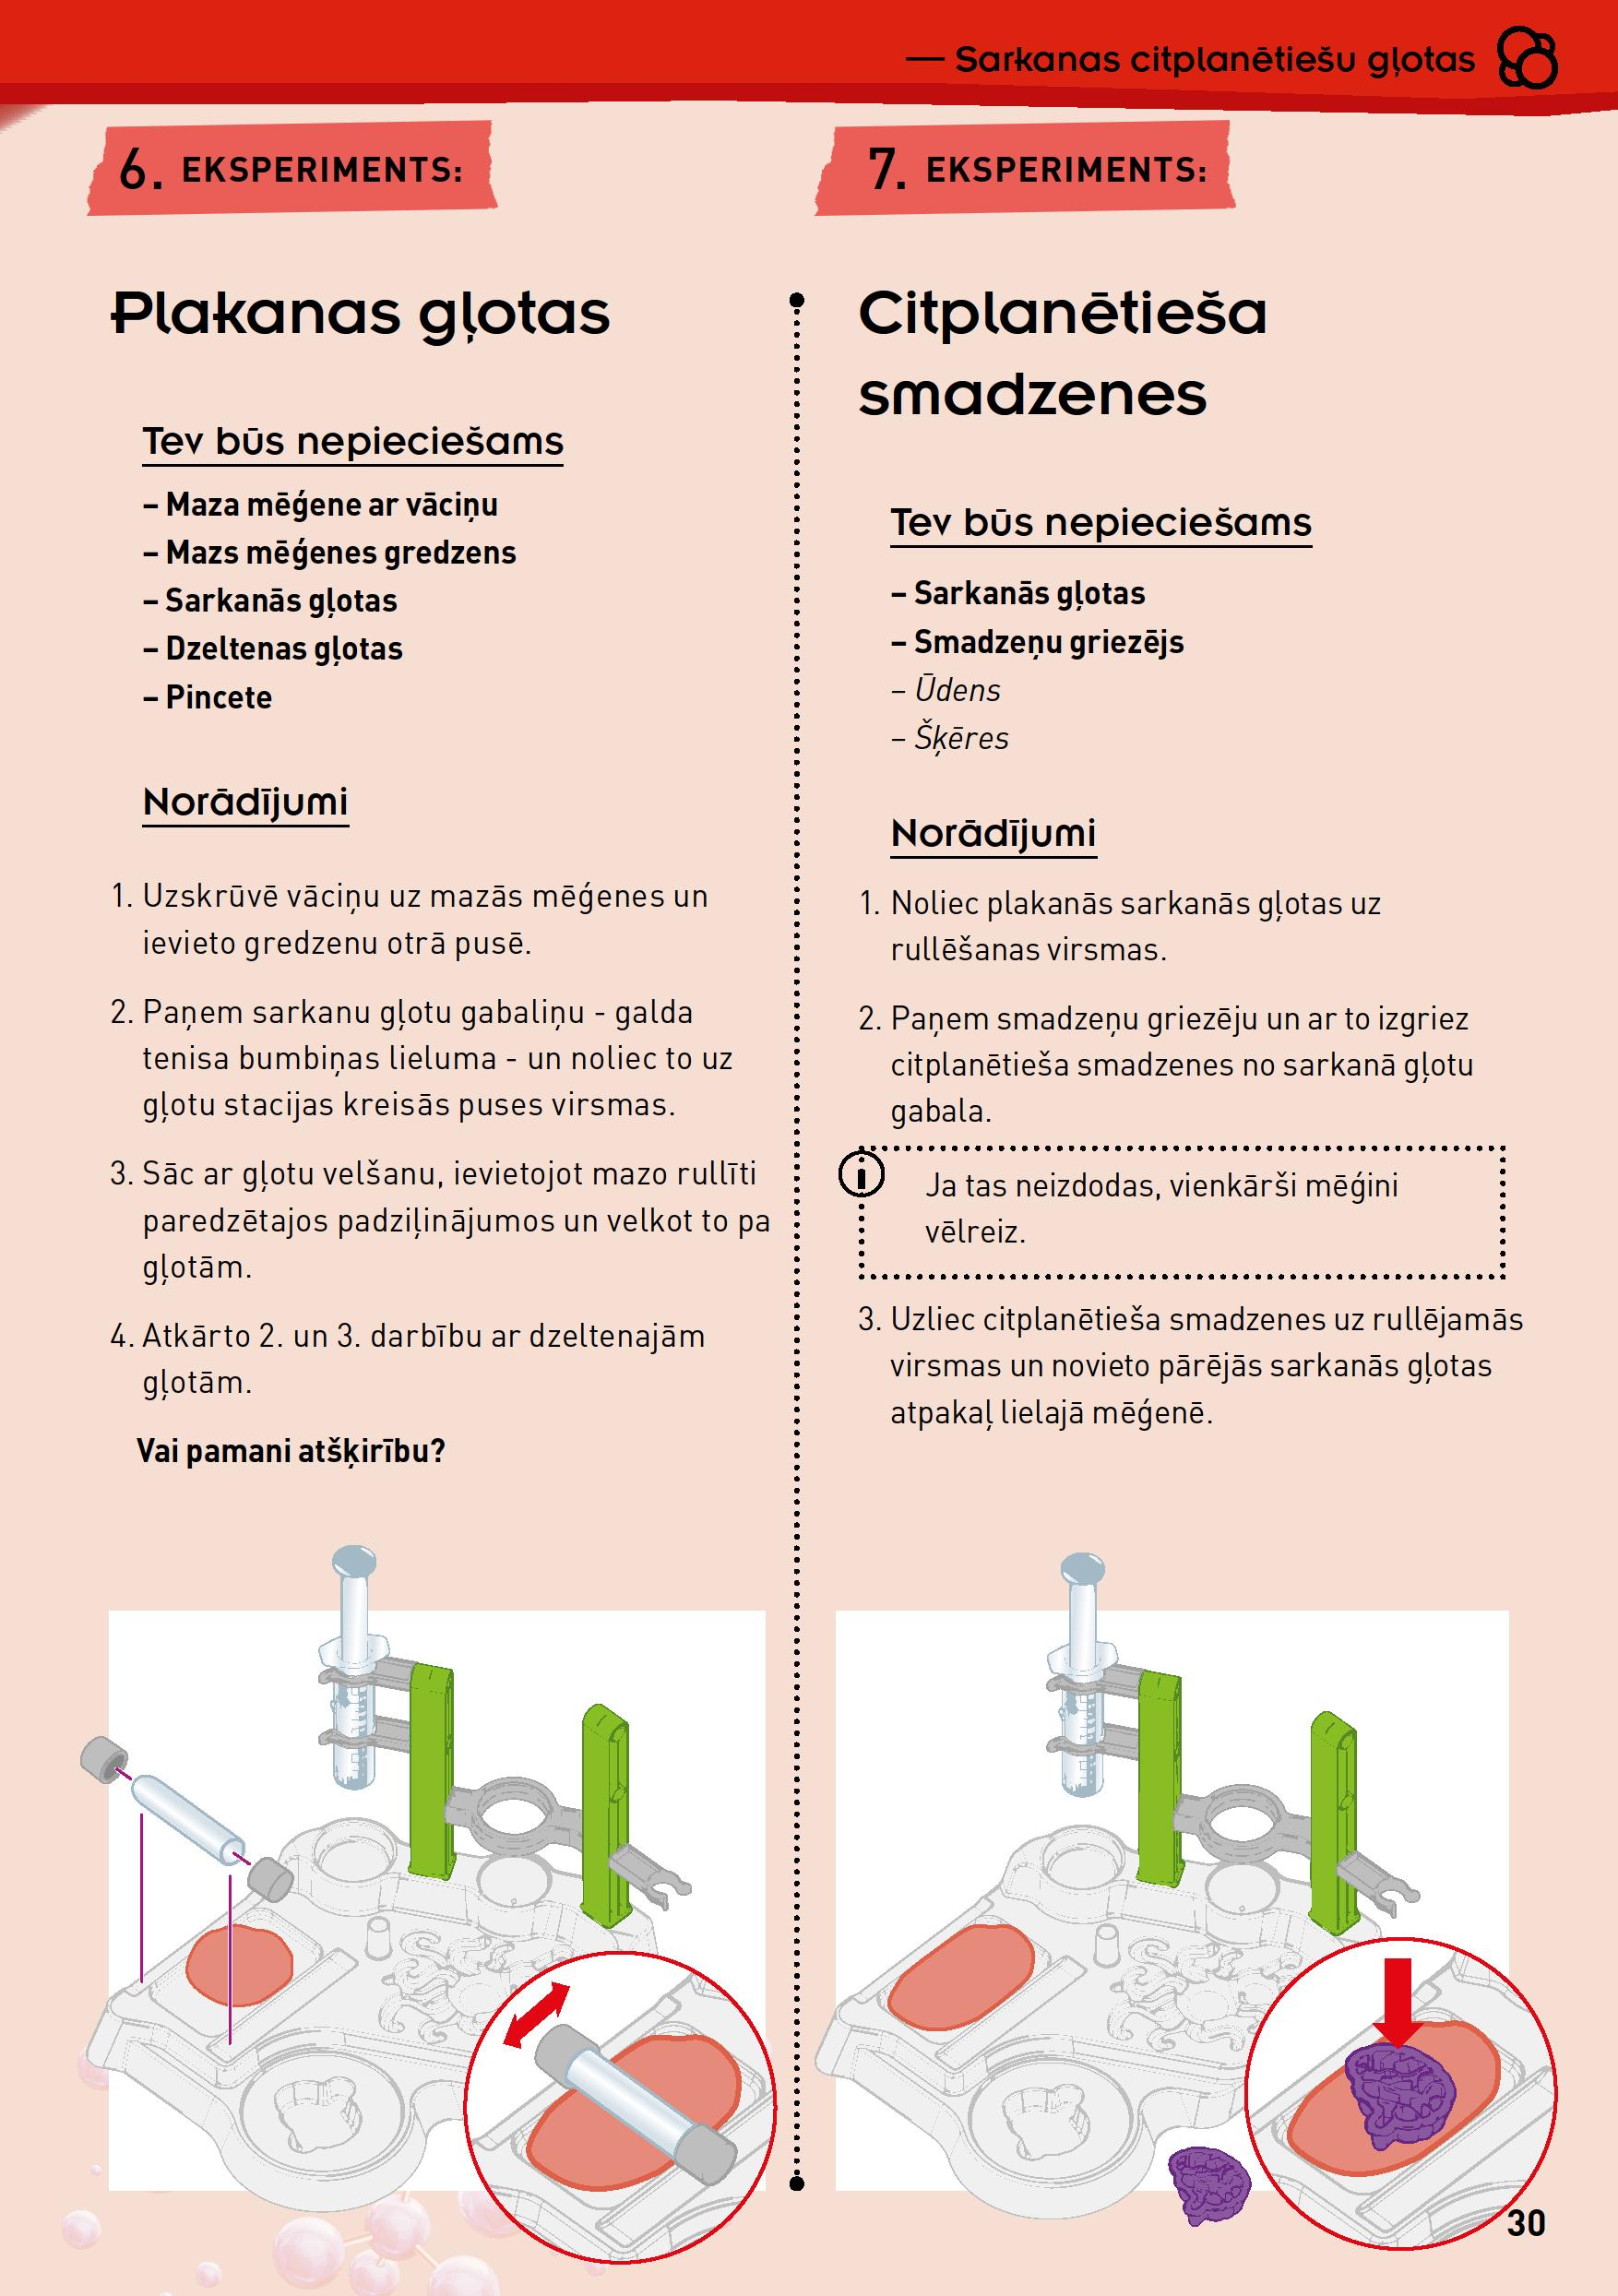 — Sarkanas citplanētiešu gļotas
6. EKSPERIMENTS:
Plakanas gļotas
Tev būs nepieciešams
– Maza mēģene ar vāciņu
– Mazs mēģenes gredzens
– Sarkanās gļotas
– Dzeltenas gļotas
– Pincete
Norādījumi
1. Uzskrūvē vāciņu uz mazās mēģenes un
ievieto gredzenu otrā pusē.
2. Paņem sarkanu gļotu gabaliņu - galda
tenisa bumbiņas lieluma - un noliec to uz
gļotu stacijas kreisās puses virsmas.
3. Sāc ar gļotu velšanu, ievietojot mazo rullīti
paredzētajos padziļinājumos un velkot to pa
gļotām.
4. Atkārto 2. un 3. darbību ar dzeltenajām
gļotām.
Vai pamani atšķirību?
7. EKSPERIMENTS:
Citplanētieša
smadzenes
Tev būs nepieciešams
– Sarkanās gļotas
– Smadzeņu griezējs
– Ūdens
– Šķēres
Norādījumi
1. Noliec plakanās sarkanās gļotas uz
rullēšanas virsmas.
2. Paņem smadzeņu griezēju un ar to izgriez
citplanētieša smadzenes no sarkanā gļotu
gabala.
i
Ja tas neizdodas, vienkārši mēģini
vēlreiz.
3. Uzliec citplanētieša smadzenes uz rullējamās
virsmas un novieto pārējās sarkanās gļotas
atpakaļ lielajā mēģenē.
30